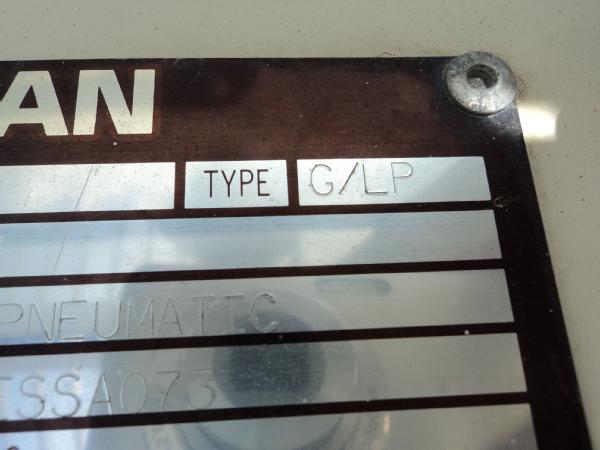 AN
TYPE G/LP
PNEUMATIC
TSSA073